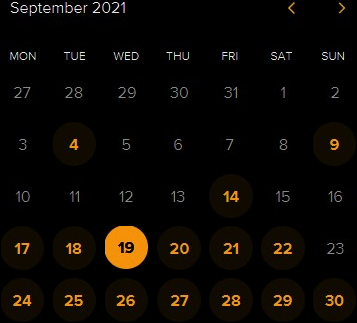 September 2021
MON TUE WED THU FRI SAT SUN
27 28 29 30 31 1 2
3 4 5 6 7 8 9
10 11 12 13 14 15 16
17 18 19 20 21 22 23
24 25 26 27 28 29 30